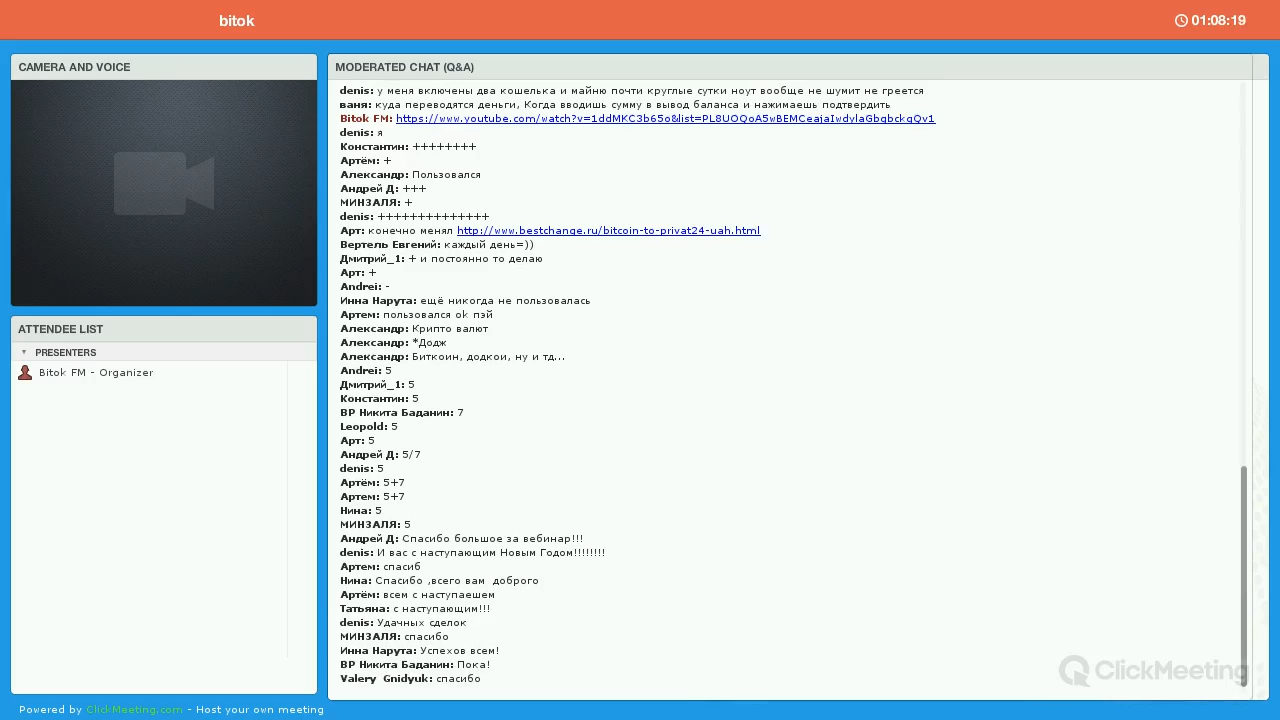 bitok
01:08:19
CAMERA AND VOICE
MODERATED CHAT (Q&A)
denis: у меня включены два кошелька и майню почти круглые сутки ноут вообще не шумит не греется
ваня: куда переводятся деньги, Когда вводишь сумму в вывод баланса и нажимаешь подтвердить
Bitok FM: https://www.youtube.com/watch?v=1ddMKC3b65o&list=PL8UOQoA5wBEMCeajaIwdylaGbqbckqQv1
denis: я
Константин: ++++++++
Артём: +
Александр: Пользовался
Андрей Д: +++
МИНЗАЛЯ: +
denis: ++++++++++++++
Арт: конечно менял http://www.bestchange.ru/bitcoin-to-privat24-uah.html
Вертель Евгений: каждый день=))
Дмитрий_1: + и постоянно то делаю
Арт: +
Andrei: -
Инна Нарута: ещё никогда не пользовалась
Артем: пользовался ok пэй
Александр: Крипто валют
Александр: *Додж
Александр: Биткоин, додкои, ну и тд...
Andrei: 5
Дмитрий_1: 5
Константин: 5
ВР Никита Баданин: 7
Leopold: 5
Арт: 5
Андрей Д: 5/7
denis: 5
Артём: 5+7
Артем: 5+7
Нина: 5
МИНЗАЛЯ: 5
Андрей Д: Спасибо большое за вебинар!!!
denis: И вас с наступающим Новым Годом!!!!!!!!
Артем: спасиб
Нина: Спасибо ,всего вам  доброго
Артём: всем с наступаешем
Татьяна: с наступающим!!!
denis: Удачных сделок
МИНЗАЛЯ: спасибо
Инна Нарута: Успехов всем!
ВР Никита Баданин: Пока!
Valery  Gnidyuk: спасибо
ATTENDEE LIST
PRESENTERS
Bitok FM - Organizer
ClickMeeting
Powered by ClickMeeting.com - Host your own meeting